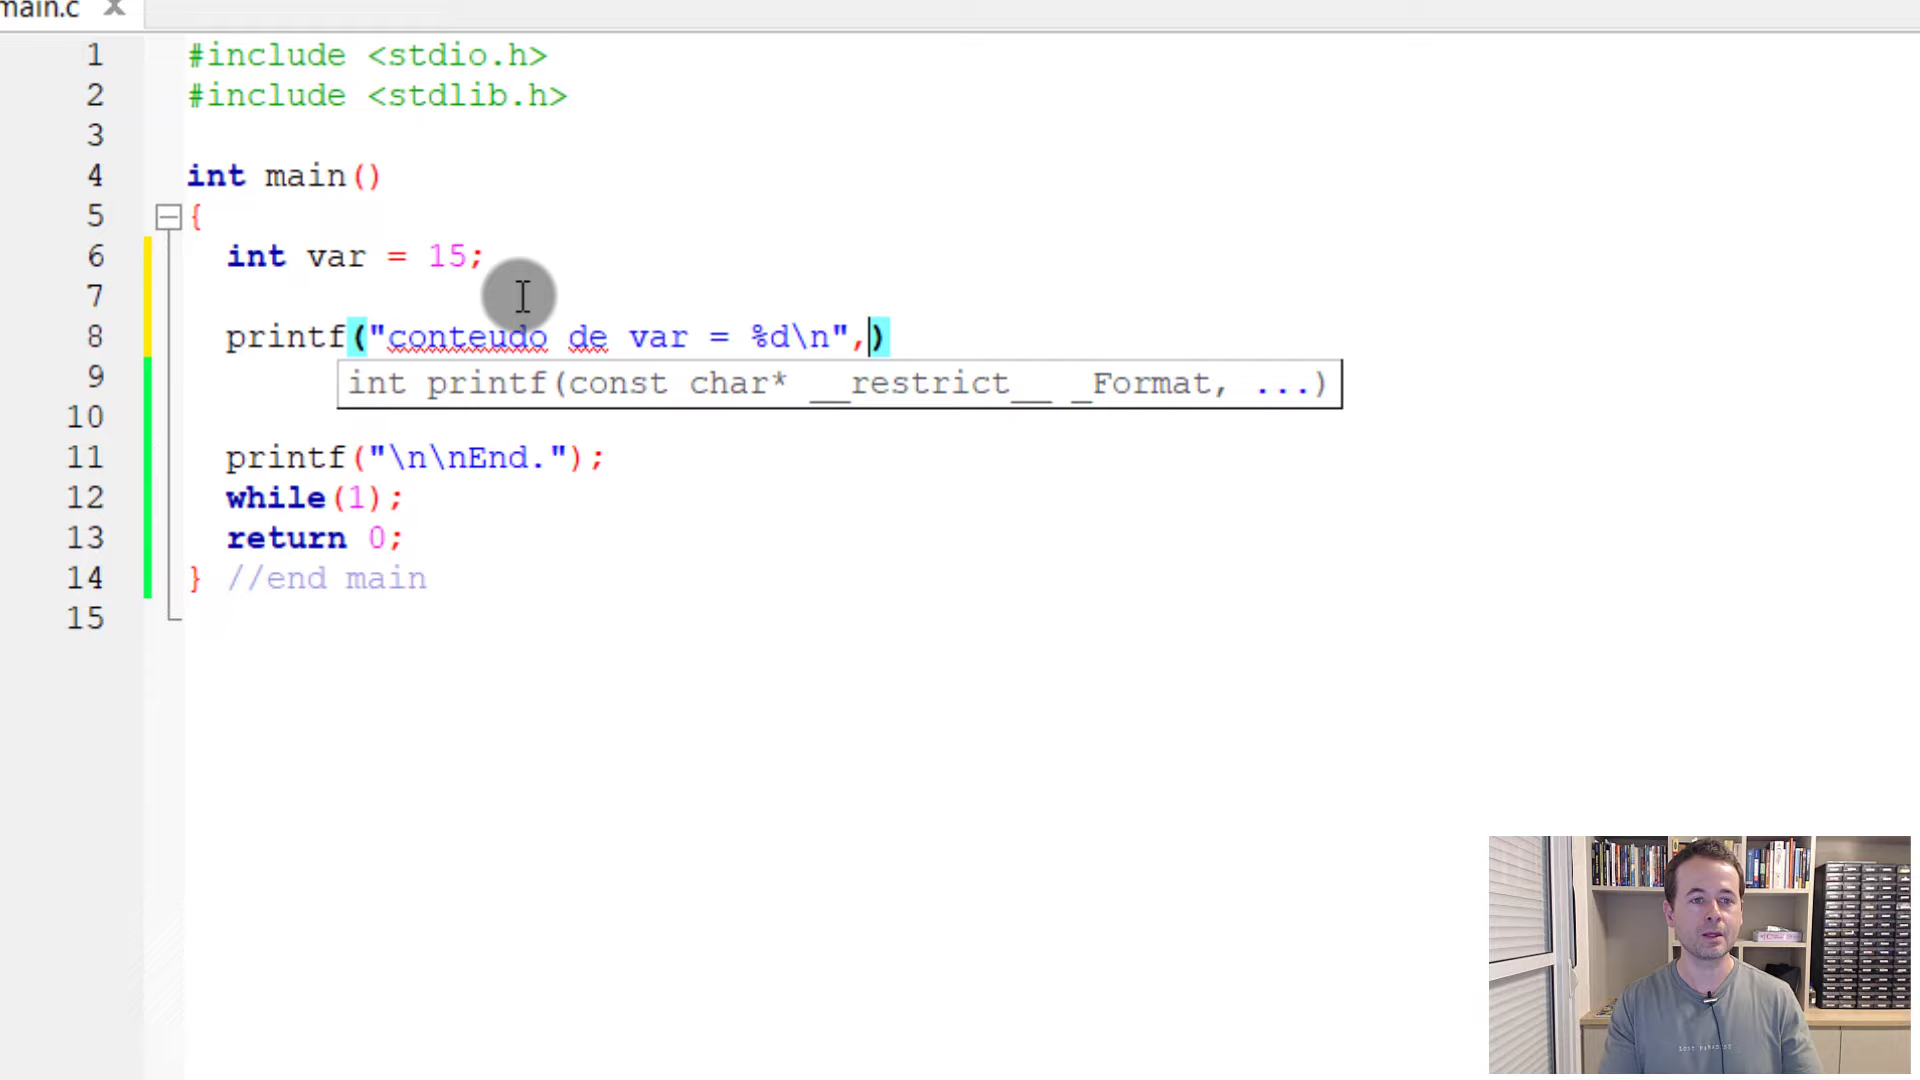 main.c X
1 #include <stdio.h>
2 #include <stdlib.h>
3
4 int main()
5 {
6 int var = 15;
7
8 printf("conteudo de var = %d\n",)
9 int printf(const char* __restrict__ _Format, ...)
10
11 printf("\n\nEnd.");
12 while(1);
13 return 0;
14 } //end main
15